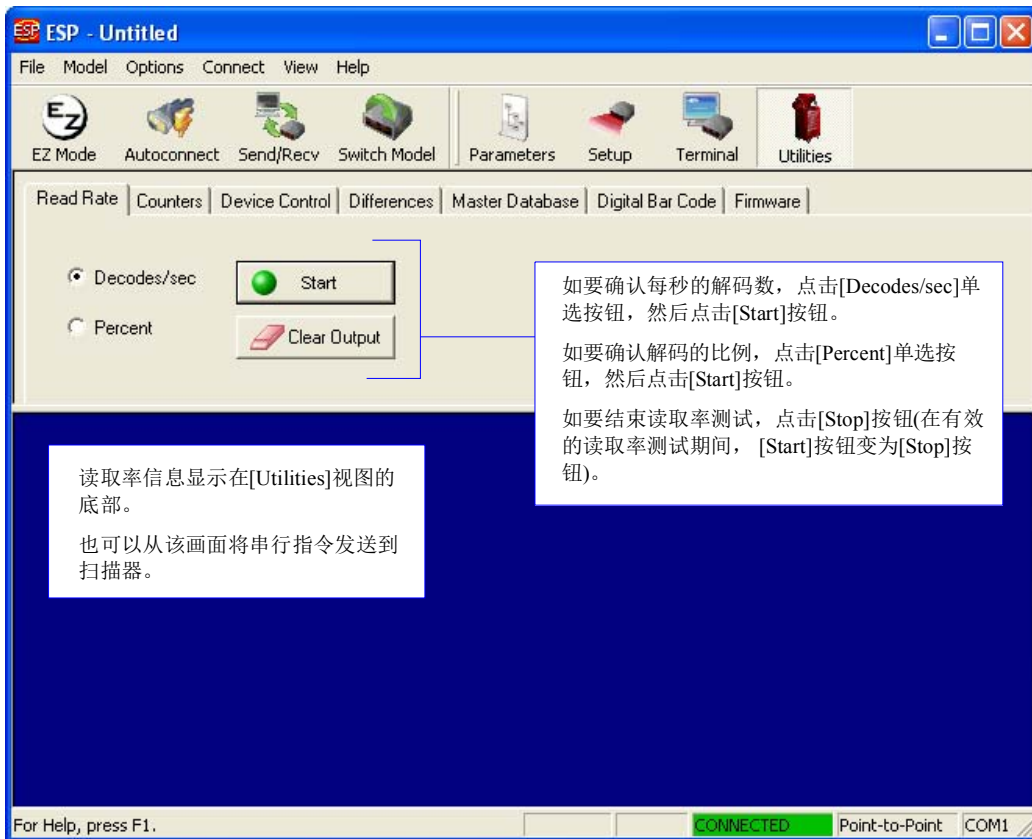 ESP - Untitled
File Model Options Connect View Help
EZ Mode Autoconnect Send/Recv Switch Model Parameters Setup Terminal Utilities
Read Rate Counters Device Control Differences Master Database Digital Bar Code Firmware
Decodes/sec Start
Percent Clear Output
如要确认每秒的解码数，点击[Decodes/sec]单
选按钮，然后点击[Start]按钮。
如要确认解码的比例，点击[Percent]单选按
钮，然后点击[Start]按钮。
如要结束读取率测试，点击[Stop]按钮(在有效
的读取率测试期间， [Start]按钮变为[Stop]按
钮)。
读取率信息显示在[Utilities]视图的
底部。
也可以从该画面将串行指令发送到
扫描器。
For Help, press F1. CONNECTED Point-to-Point COM1